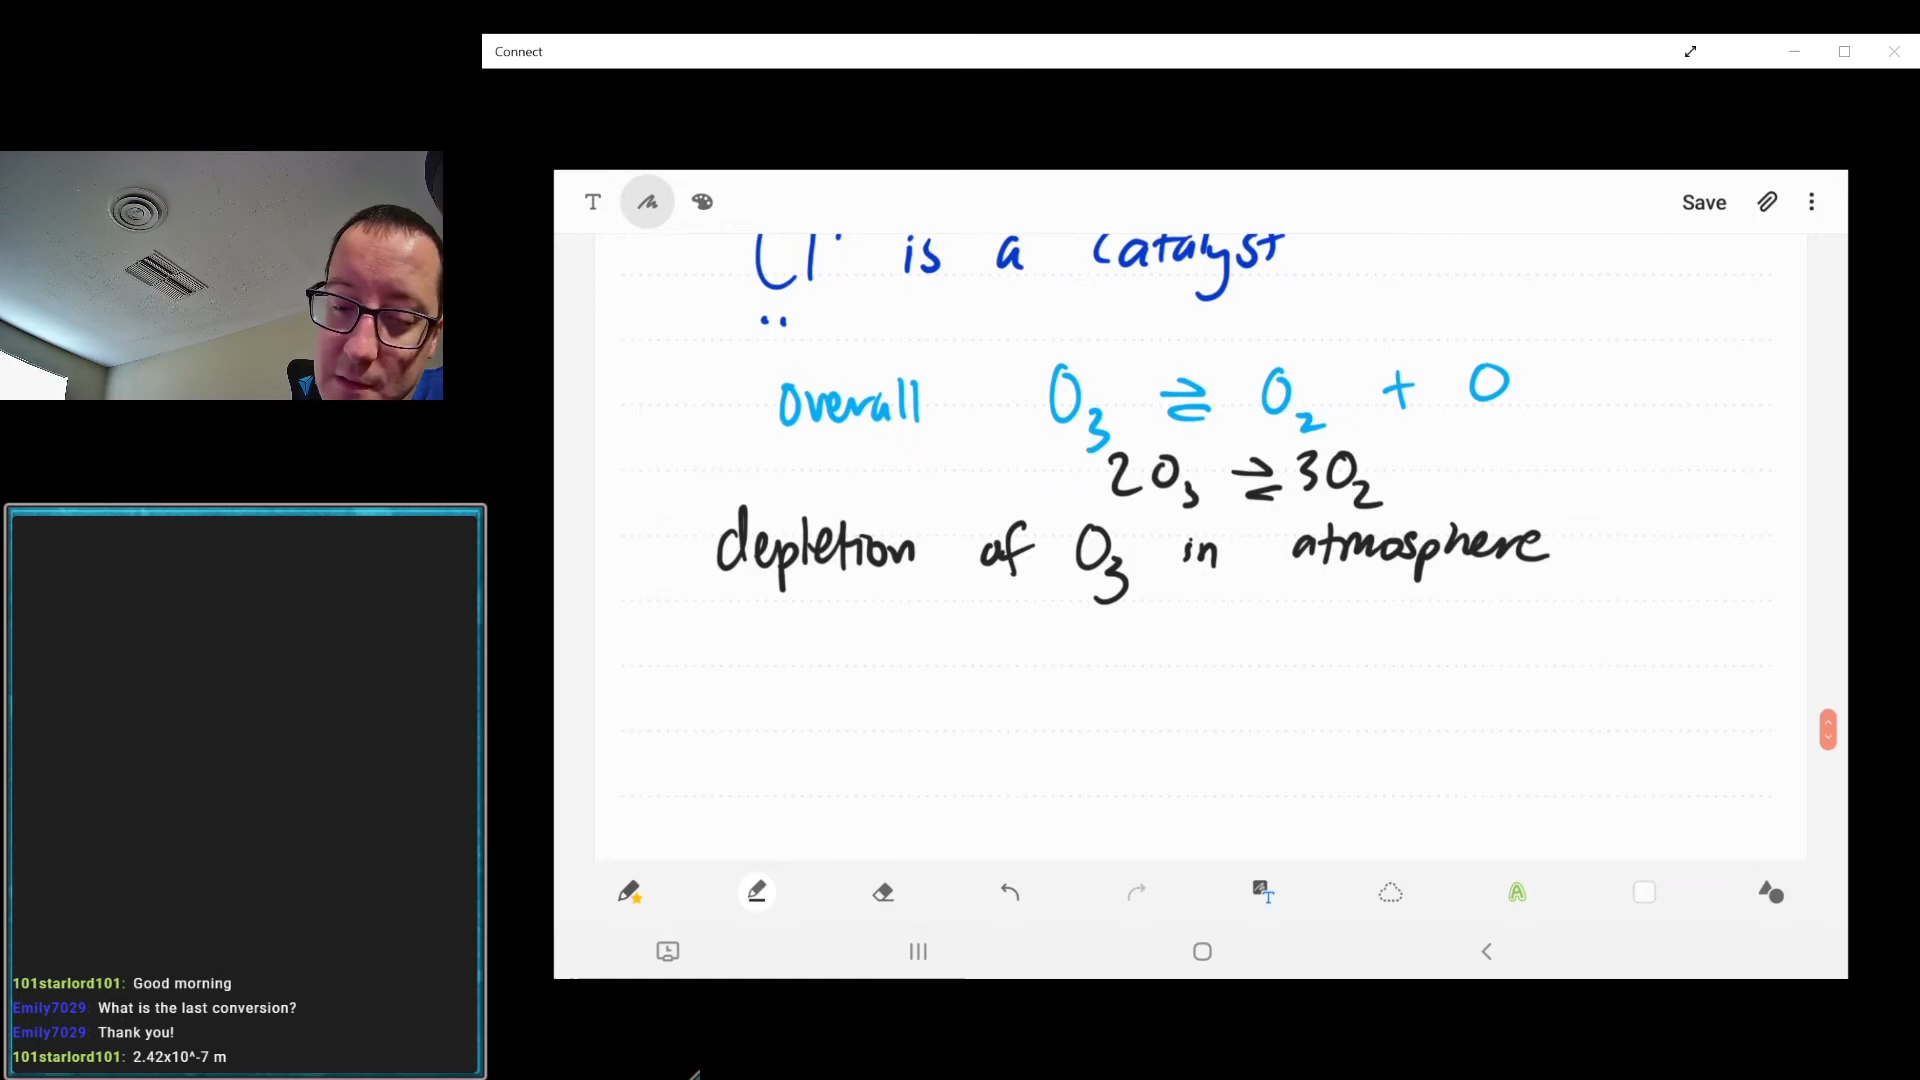 Connect
T Save
Cl· is a catalyst
overall O₃ ⇌ O₂ + O
2O₃ ⇌ 3O₂
depletion of O₃ in atmosphere
101starlord101: Good morning
Emily7029: What is the last conversion?
Emily7029: Thank you!
101starlord101: 2.42x10^-7 m